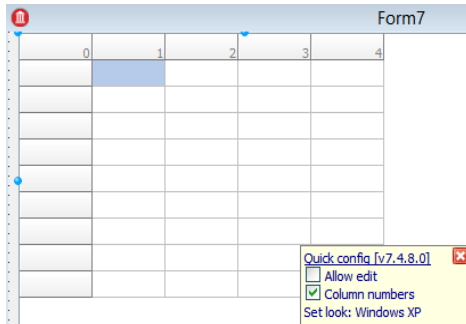 Form7
0 1 2 3 4
Quick config [v7.4.8.0]
Allow edit
Column numbers
Set look: Windows XP